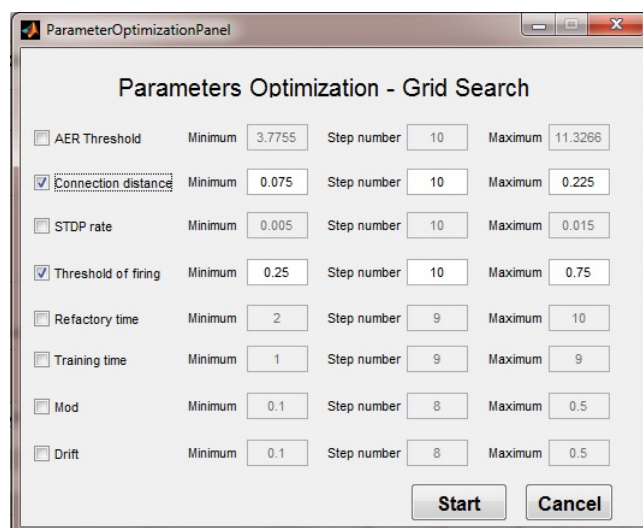 ParameterOptimizationPanel
Parameters Optimization - Grid Search
AER Threshold Minimum 3.7755 Step number 10 Maximum 11.3266
Connection distance Minimum 0.075 Step number 10 Maximum 0.225
STDP rate Minimum 0.005 Step number 10 Maximum 0.015
Threshold of firing Minimum 0.25 Step number 10 Maximum 0.75
Refactory time Minimum 2 Step number 9 Maximum 10
Training time Minimum 1 Step number 9 Maximum 9
Mod Minimum 0.1 Step number 8 Maximum 0.5
Drift Minimum 0.1 Step number 8 Maximum 0.5
Start Cancel